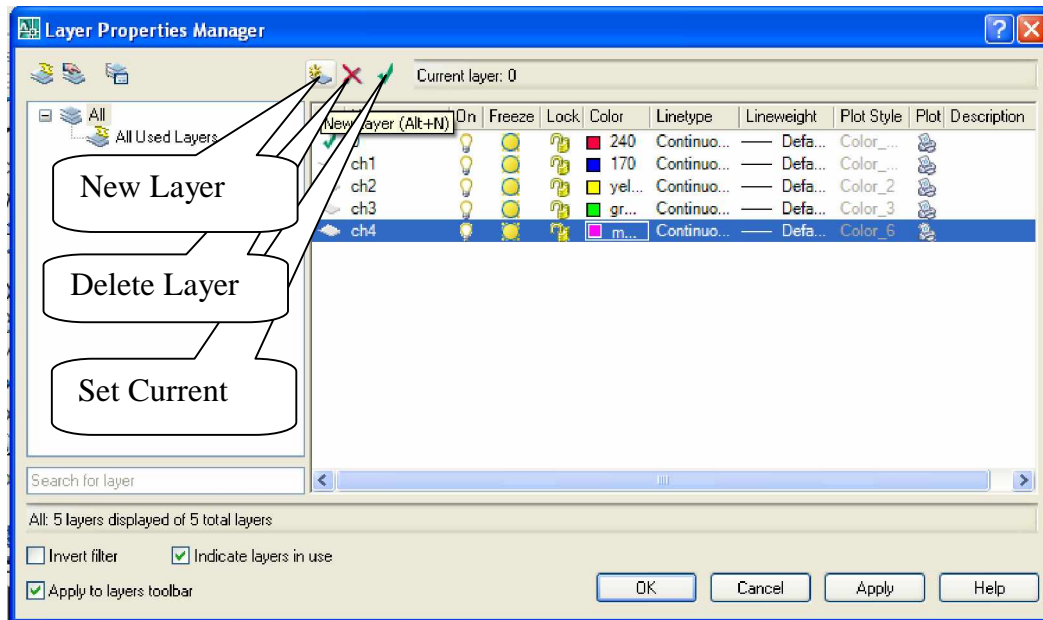 Layer Properties Manager
Current layer: 0
All
All Used Layers
New Layer (Alt+N)
On Freeze Lock Color Linetype Lineweight Plot Style Plot Description
240 Continuo... Defa... Color_...
ch1 170 Continuo... Defa... Color_...
ch2 yel... Continuo... Defa... Color_2
ch3 gr... Continuo... Defa... Color_3
ch4 m... Continuo... Defa... Color_6
New Layer
Delete Layer
Set Current
Search for layer
All: 5 layers displayed of 5 total layers
Invert filter Indicate layers in use
Apply to layers toolbar
OK Cancel Apply Help